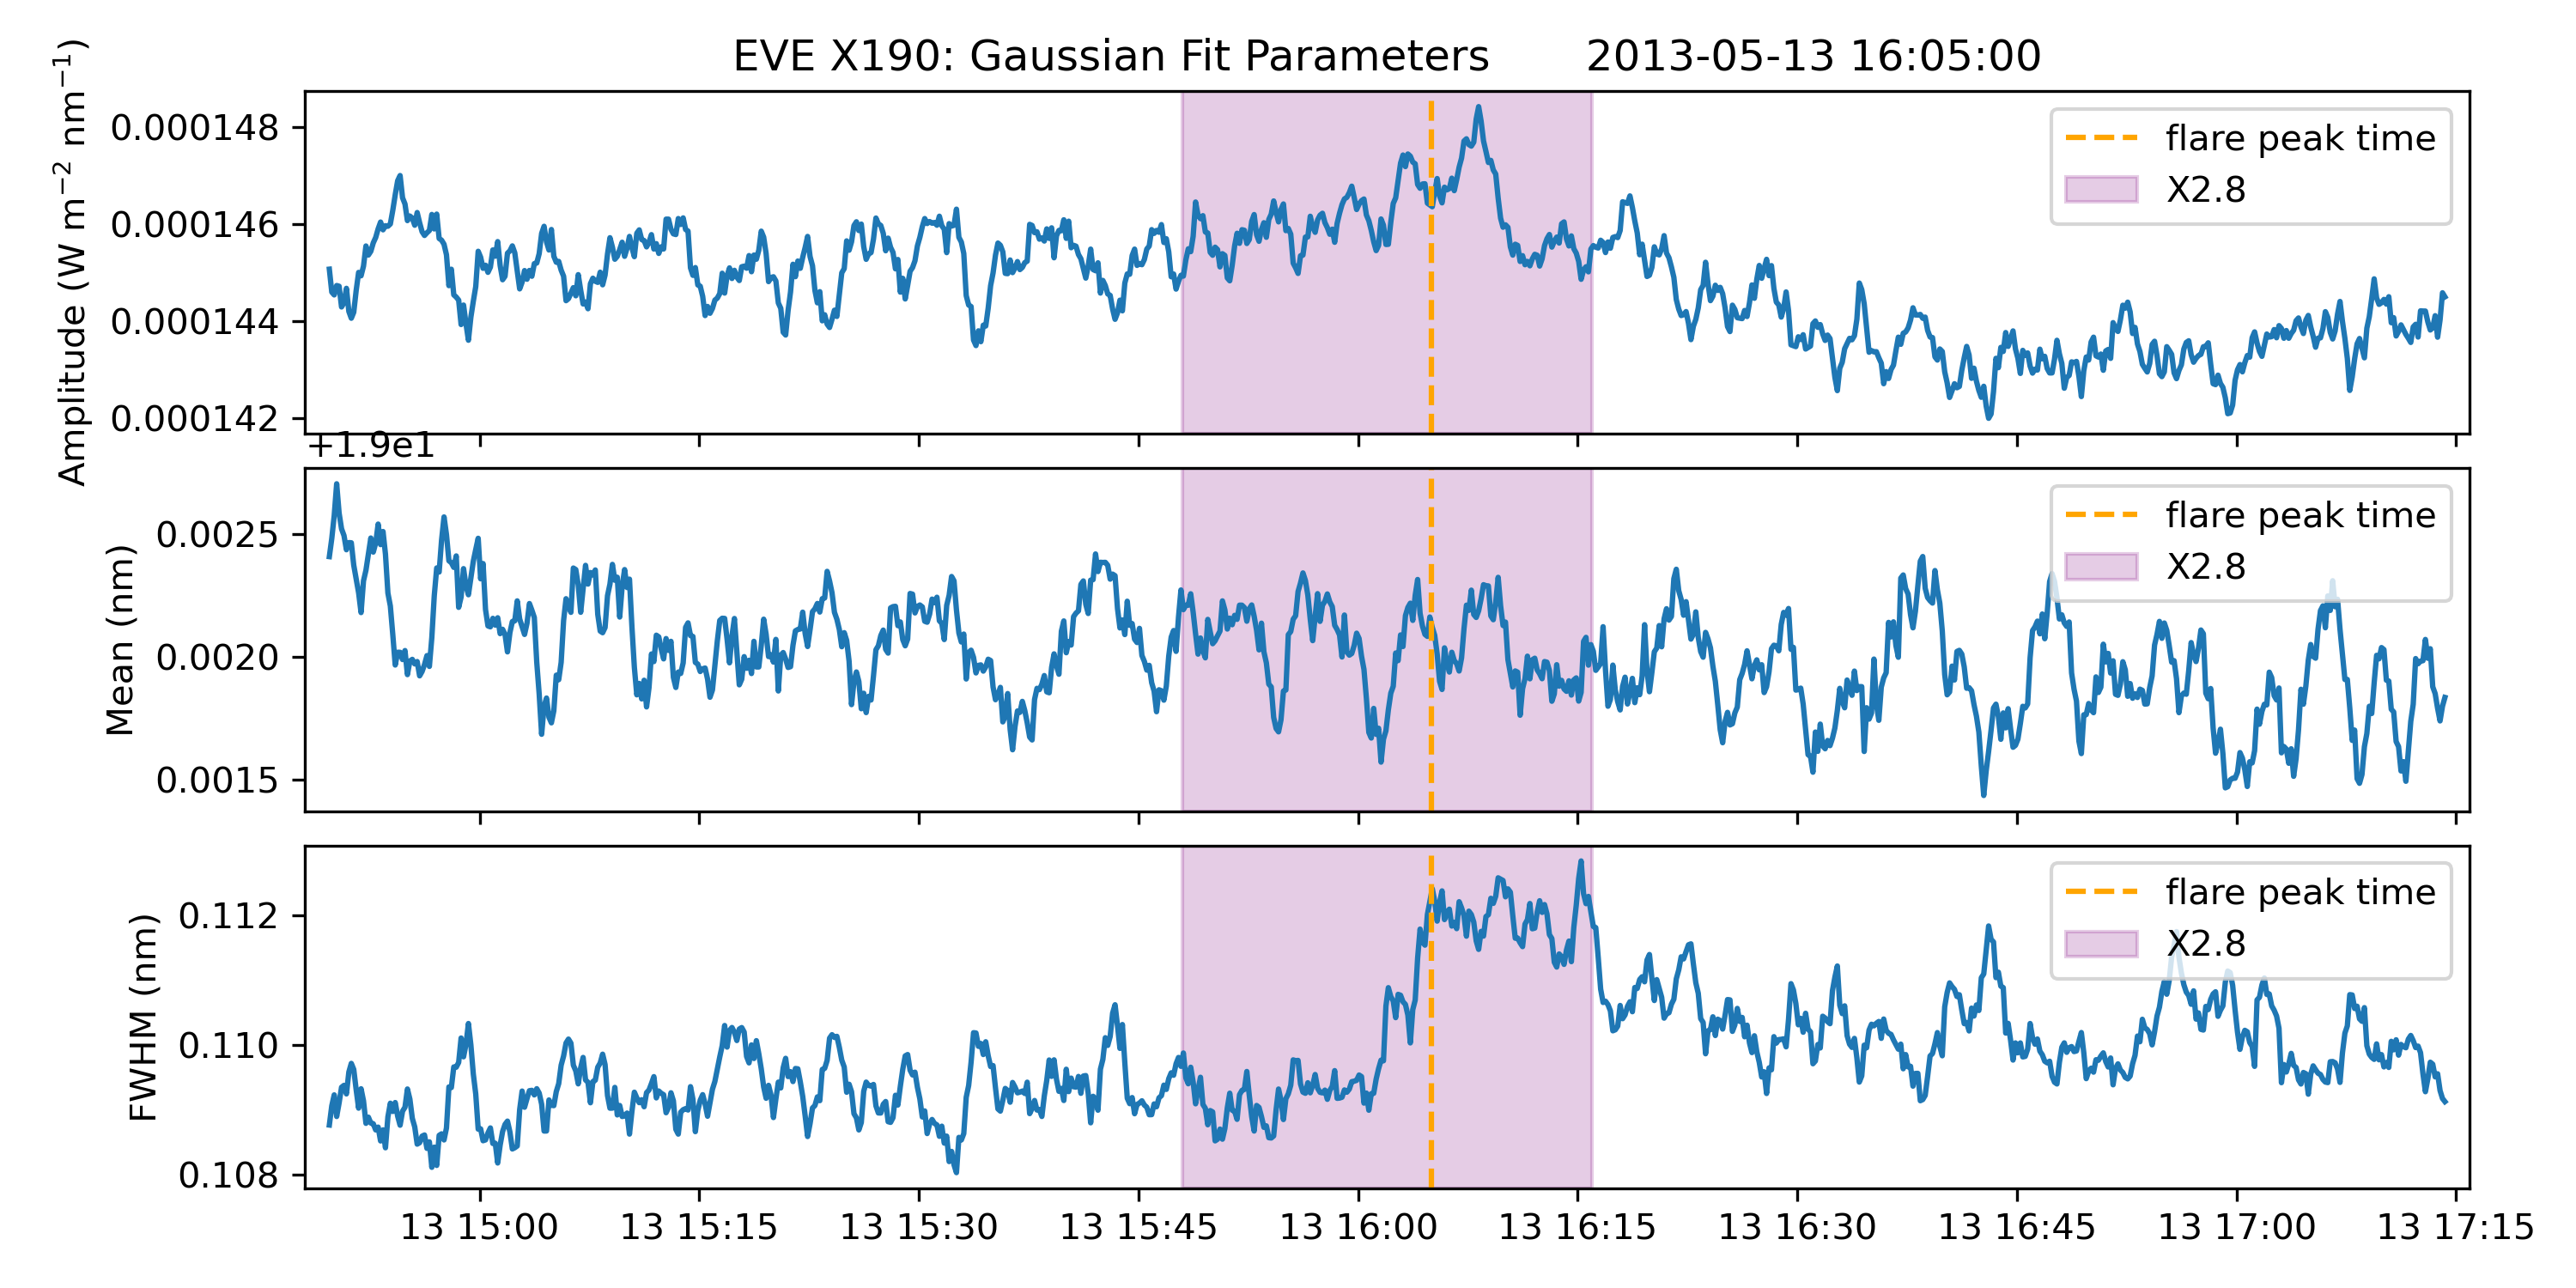 EVE X190: Gaussian Fit Parameters 2013-05-13 16:05:00
Amplitude (W m⁻² nm⁻¹)
0.000148
0.000146
0.000144
0.000142
flare peak time
X2.8
+1.9e1
Mean (nm)
0.0025
0.0020
0.0015
flare peak time
X2.8
FWHM (nm)
0.112
0.110
0.108
flare peak time
X2.8
13 15:00 13 15:15 13 15:30 13 15:45 13 16:00 13 16:15 13 16:30 13 16:45 13 17:00 13 17:15